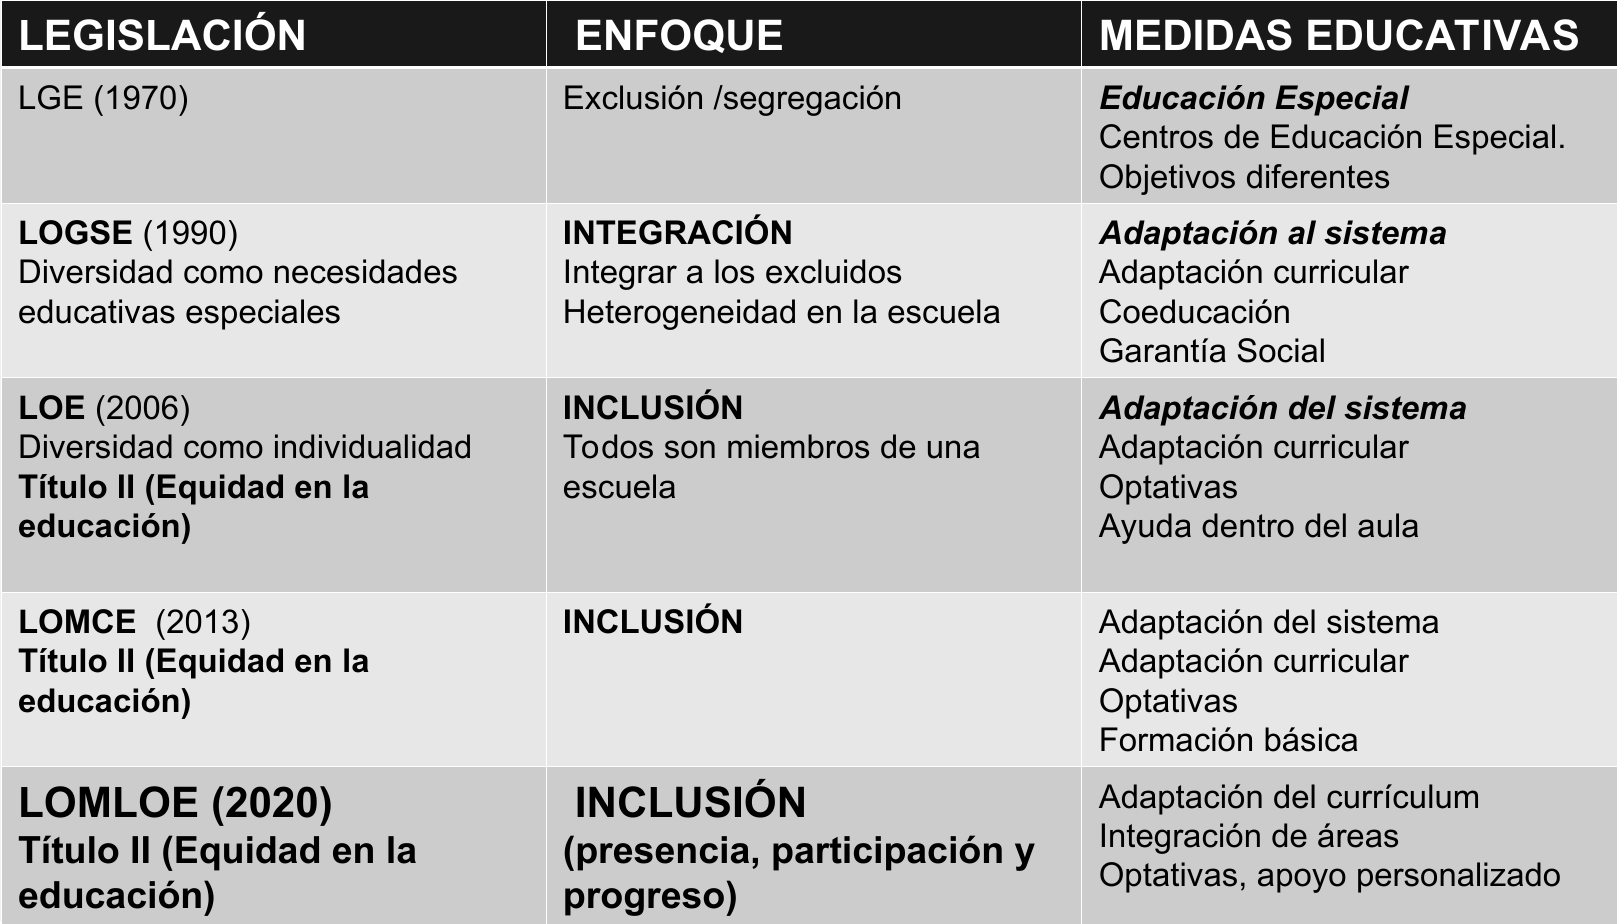 LEGISLACIÓN
ENFOQUE
MEDIDAS EDUCATIVAS
LGE (1970)
Exclusión /segregación
Educación Especial
Centros de Educación Especial.
Objetivos diferentes
LOGSE (1990)
Diversidad como necesidades
educativas especiales
INTEGRACIÓN
Integrar a los excluidos
Heterogeneidad en la escuela
Adaptación al sistema
Adaptación curricular
Coeducación
Garantía Social
LOE (2006)
Diversidad como individualidad
Título II (Equidad en la
educación)
INCLUSIÓN
Todos son miembros de una
escuela
Adaptación del sistema
Adaptación curricular
Optativas
Ayuda dentro del aula
LOMCE (2013)
Título II (Equidad en la
educación)
INCLUSIÓN
Adaptación del sistema
Adaptación curricular
Optativas
Formación básica
LOMLOE (2020)
Título II (Equidad en la
educación)
INCLUSIÓN
(presencia, participación y
progreso)
Adaptación del currículum
Integración de áreas
Optativas, apoyo personalizado